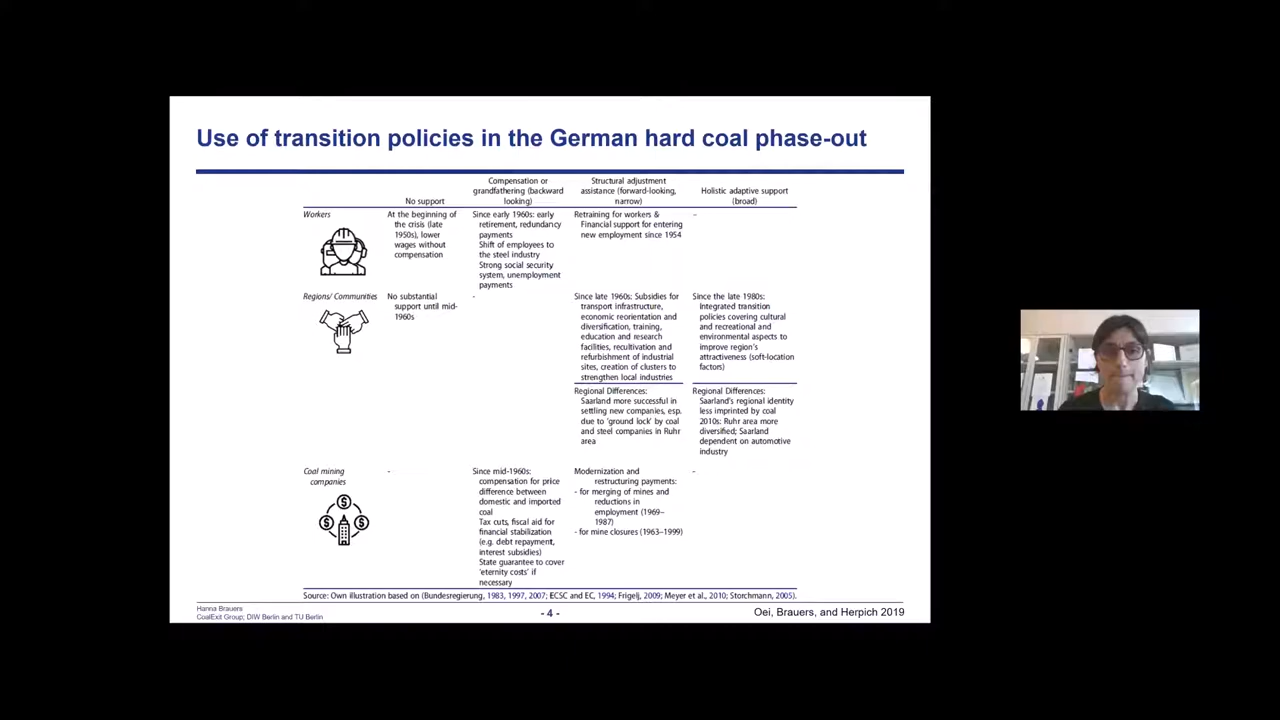 Use of transition policies in the German hard coal phase-out
No support
Compensation or
grandfathering (backward
looking)
Structural adjustment
assistance (forward-looking,
narrow)
Holistic adaptive support
(broad)
Workers
At the beginning of
the crisis (late
1950s), lower
wages without
compensation
Since early 1960s: early
retirement, redundancy
payments
Shift of employees to
the steel industry
Strong social security
system, unemployment
payments
Retraining for workers &
Financial support for entering
new employment since 1954
–
Regions/ Communities
No substantial
support until mid-
1960s
-
Since late 1960s: Subsidies for
transport infrastructure,
economic reorientation and
diversification, training,
education and research
facilities, recultivation and
refurbishment of industrial
sites, creation of clusters to
strengthen local industries
Since the late 1980s:
Integrated transition
policies covering cultural
and recreational and
environmental aspects to
improve region's
attractiveness (soft-location
factors)
Regional Differences:
Saarland more successful in
settling new companies, esp.
due to 'ground lock' by coal
and steel companies in Ruhr
area
Regional Differences:
Saarland's regional identity
less imprinted by coal
2010s: Ruhr area more
diversified; Saarland
dependent on automotive
industry
Coal mining
companies
-
Since mid-1960s:
compensation for price
difference between
domestic and imported
coal
Tax cuts, fiscal aid for
financial stabilization
(e.g. debt repayment,
interest subsidies)
State guarantee to cover
'eternity costs' if
necessary
Modernization and
restructuring payments:
- for merging of mines and
reductions in
employment (1969–
1987)
- for mine closures (1963–1999)
–
Source: Own illustration based on (Bundesregierung, 1983, 1997, 2007; ECSC and EC, 1994; Frigelj, 2009; Meyer et al., 2010; Storchmann, 2005).
Hanna Brauers
CoalExit Group; DIW Berlin and TU Berlin
- 4 -
Oei, Brauers, and Herpich 2019